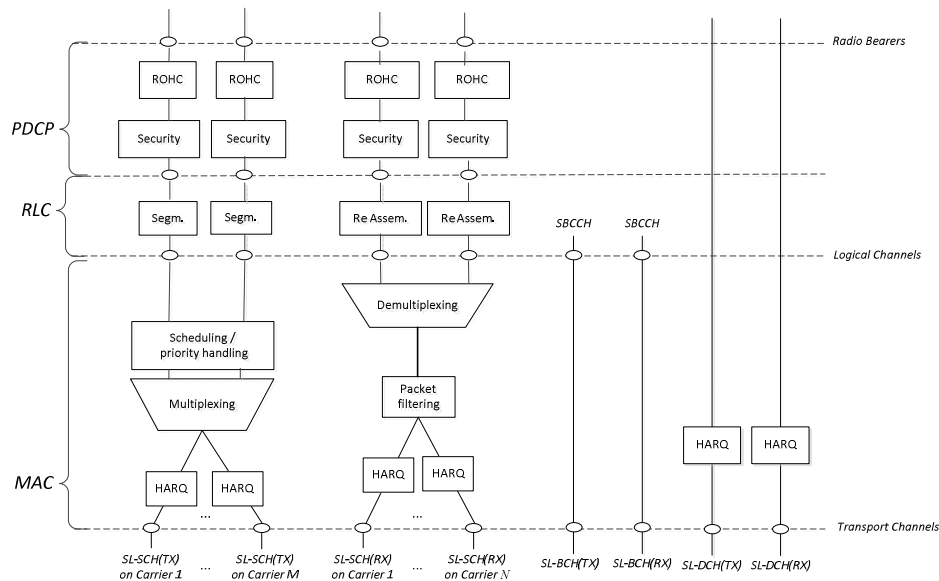 Radio Bearers
ROHC
ROHC
ROHC
ROHC
PDCP
Security
Security
Security
Security
RLC
Segm.
Segm.
Re Assem.
Re Assem.
SBCCH
SBCCH
Logical Channels
Demultiplexing
Scheduling /
priority handling
Packet
filtering
Multiplexing
HARQ
HARQ
MAC
HARQ
HARQ
HARQ
HARQ
...
...
Transport Channels
SL-SCH(TX)
on Carrier 1
...
SL-SCH(TX)
on Carrier M
SL-SCH(RX)
on Carrier 1
...
SL-SCH(RX)
on Carrier N
SL-BCH(TX)
SL-BCH(RX)
SL-DCH(TX)
SL-DCH(RX)